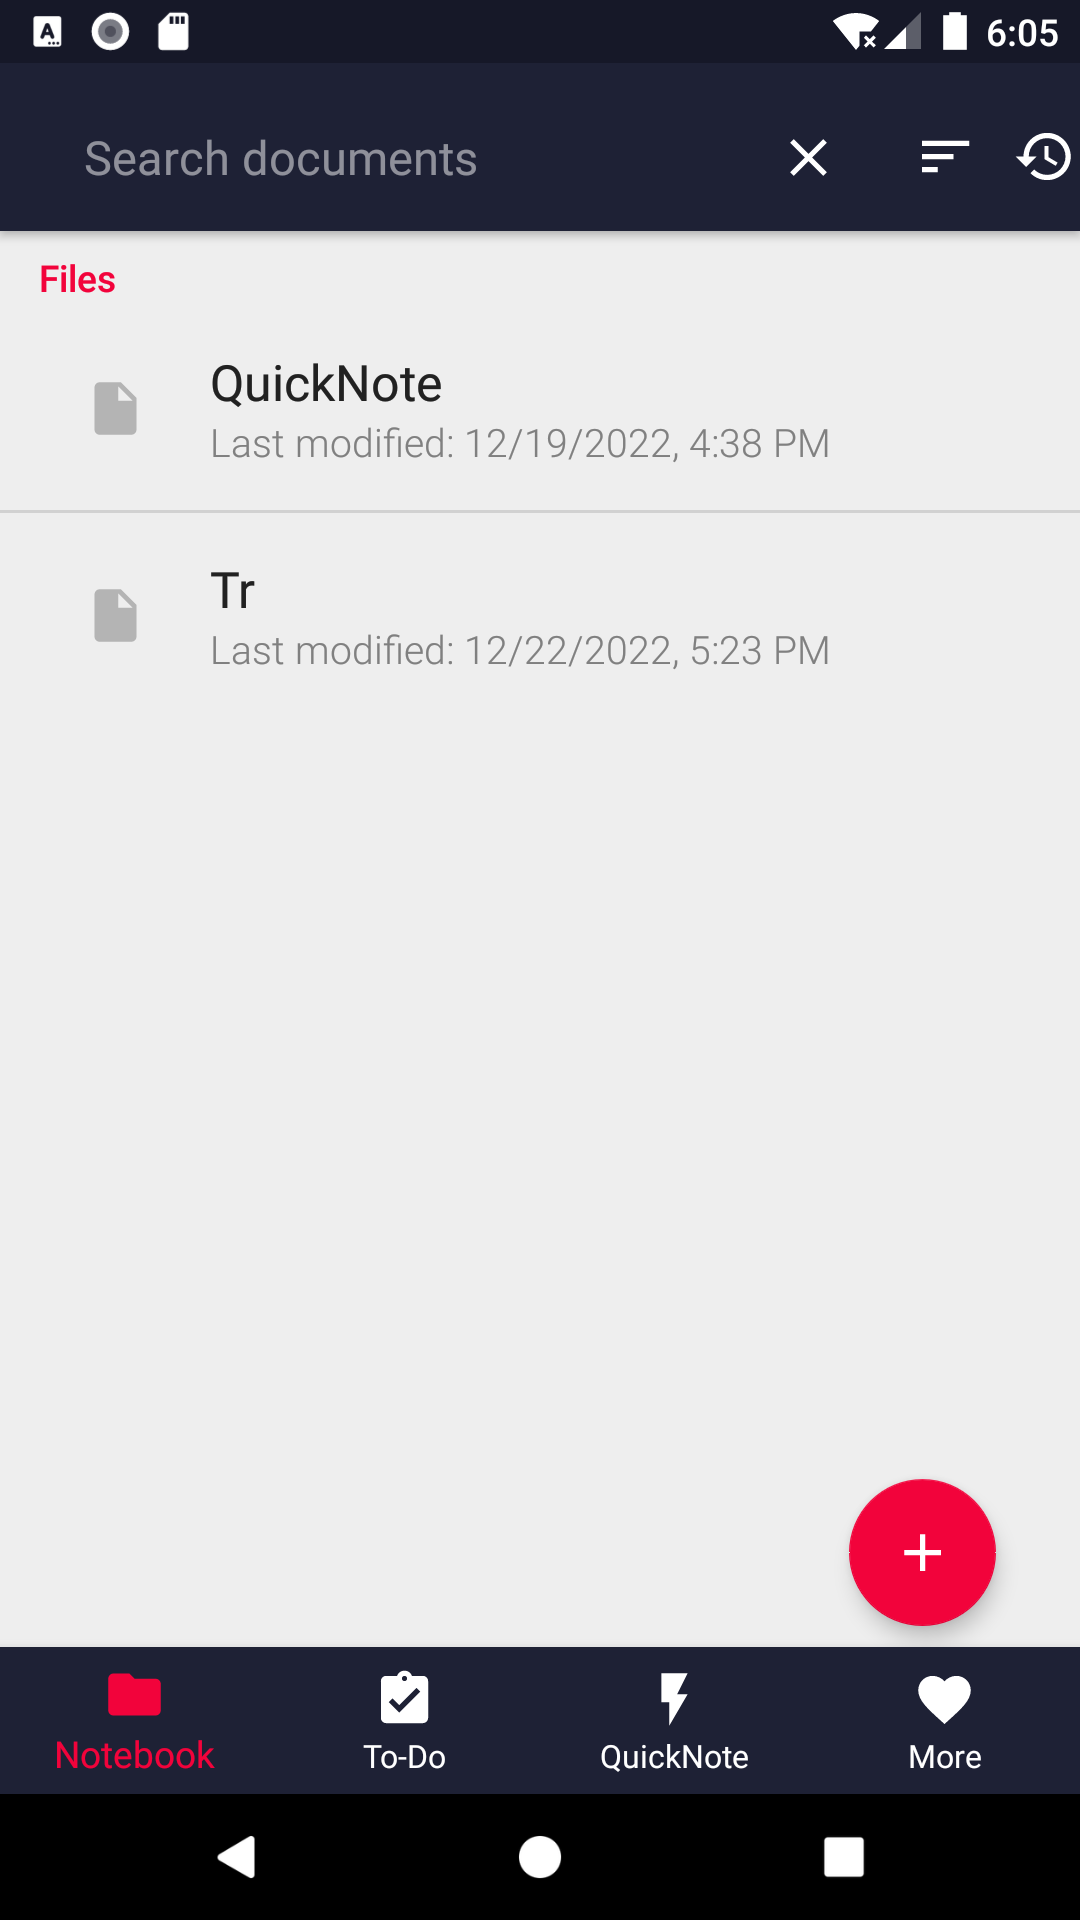 6:05
Search documents
Files
QuickNote
Last modified: 12/19/2022, 4:38 PM
Tr
Last modified: 12/22/2022, 5:23 PM
Notebook
To-Do
QuickNote
More